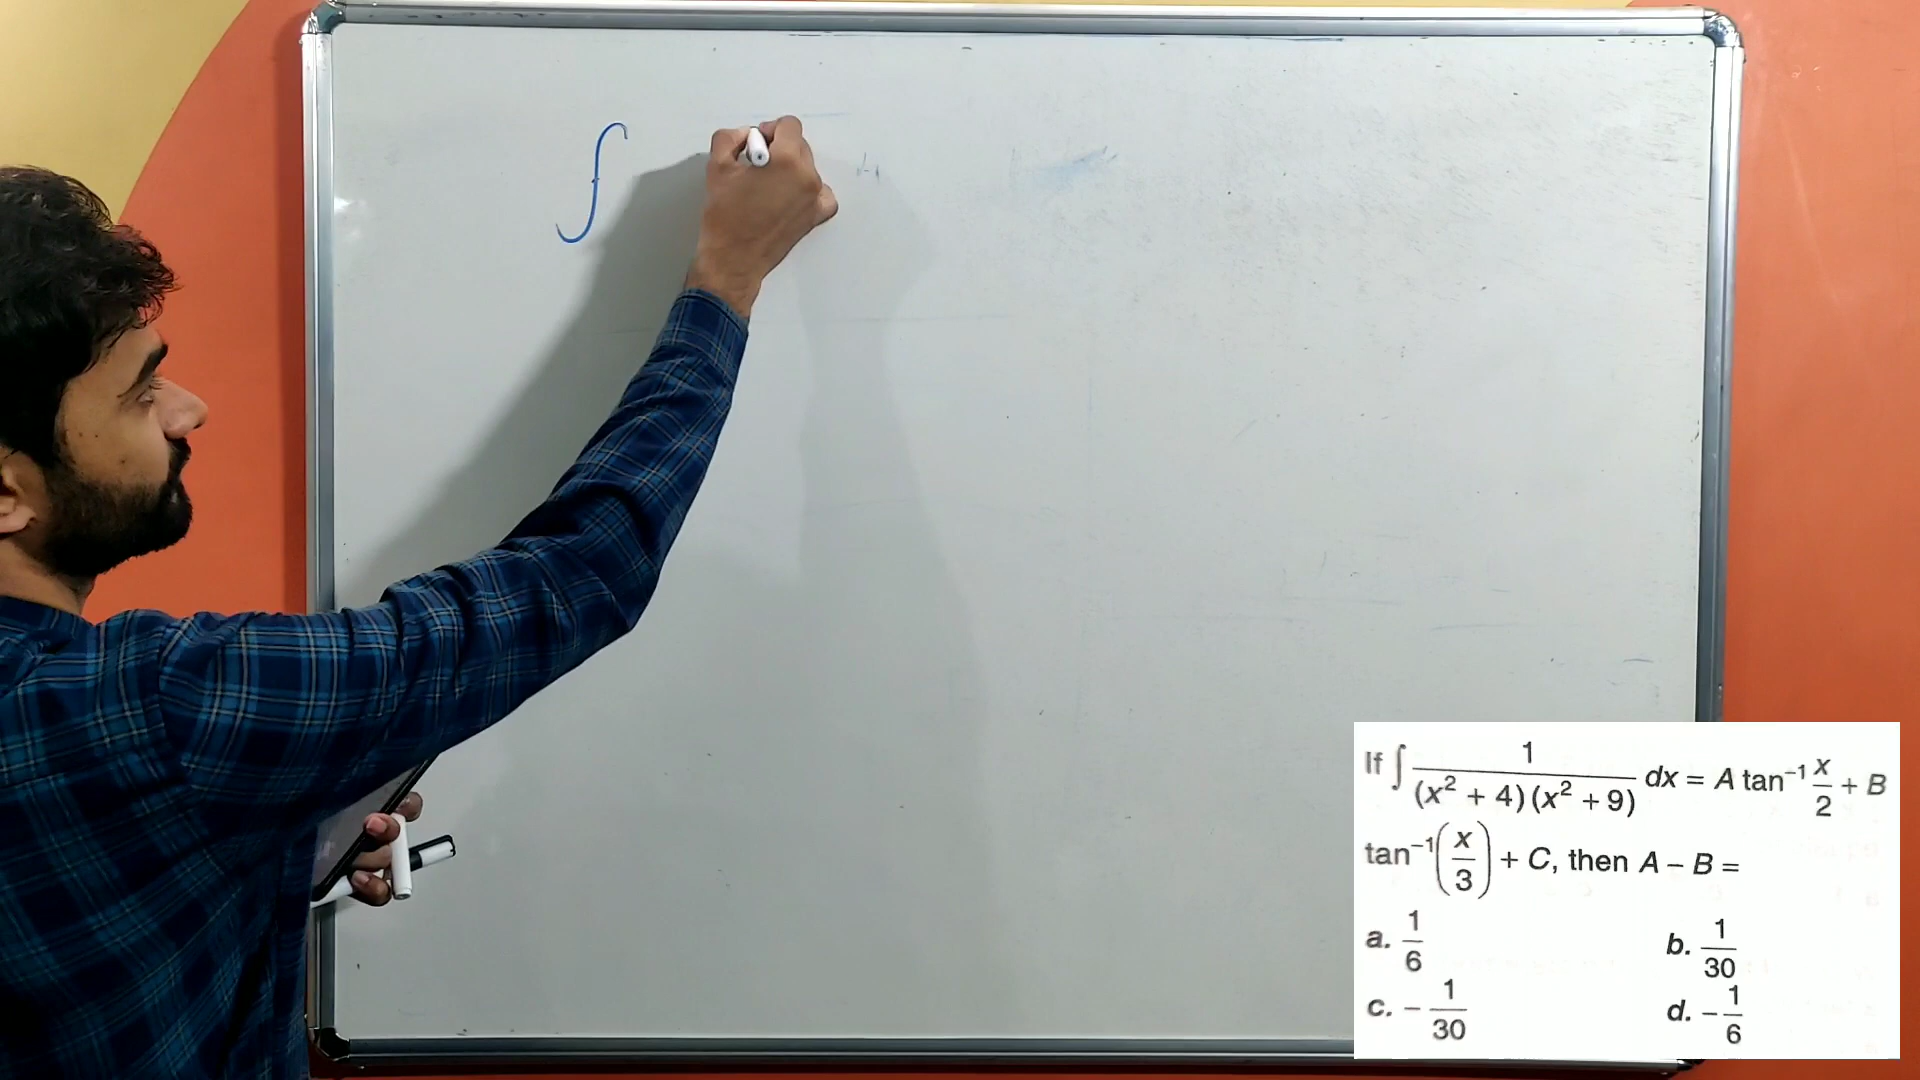 ∫
If ∫ 1/((x² + 4)(x² + 9)) dx = A tan⁻¹ x/2 + B
tan⁻¹(x/3) + C, then A – B =
a. 1/6
b. 1/30
c. – 1/30
d. – 1/6